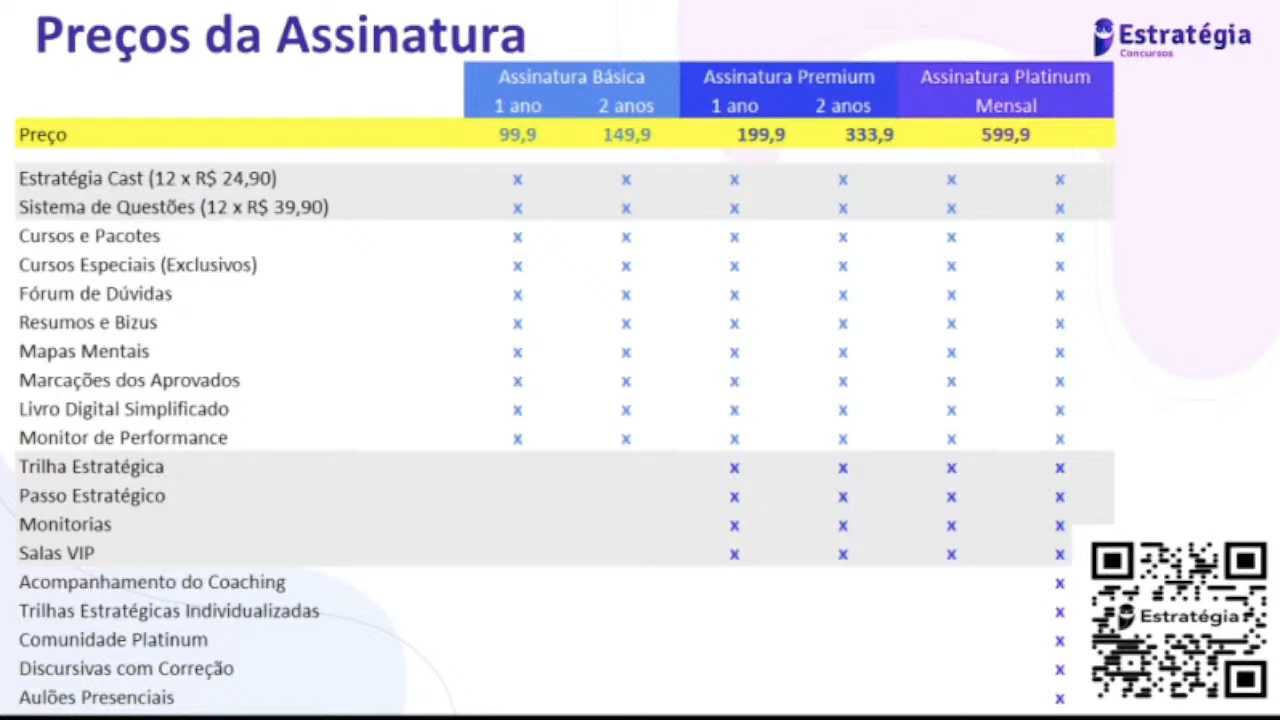 Preços da Assinatura
Estratégia
Concursos
Assinatura Básica Assinatura Premium Assinatura Platinum
1 ano 2 anos 1 ano 2 anos Mensal
Preço 99,9 149,9 199,9 333,9 599,9
Estratégia Cast (12 x R$ 24,90) x x x x x x
Sistema de Questões (12 x R$ 39,90) x x x x x x
Cursos e Pacotes x x x x x x
Cursos Especiais (Exclusivos) x x x x x x
Fórum de Dúvidas x x x x x x
Resumos e Bizus x x x x x x
Mapas Mentais x x x x x x
Marcações dos Aprovados x x x x x x
Livro Digital Simplificado x x x x x x
Monitor de Performance x x x x x x
Trilha Estratégica x x x x
Passo Estratégico x x x x
Monitorias x x x x
Salas VIP x x x x
Acompanhamento do Coaching x
Trilhas Estratégicas Individualizadas x
Estratégia
Comunidade Platinum x
Discursivas com Correção x
Aulões Presenciais x